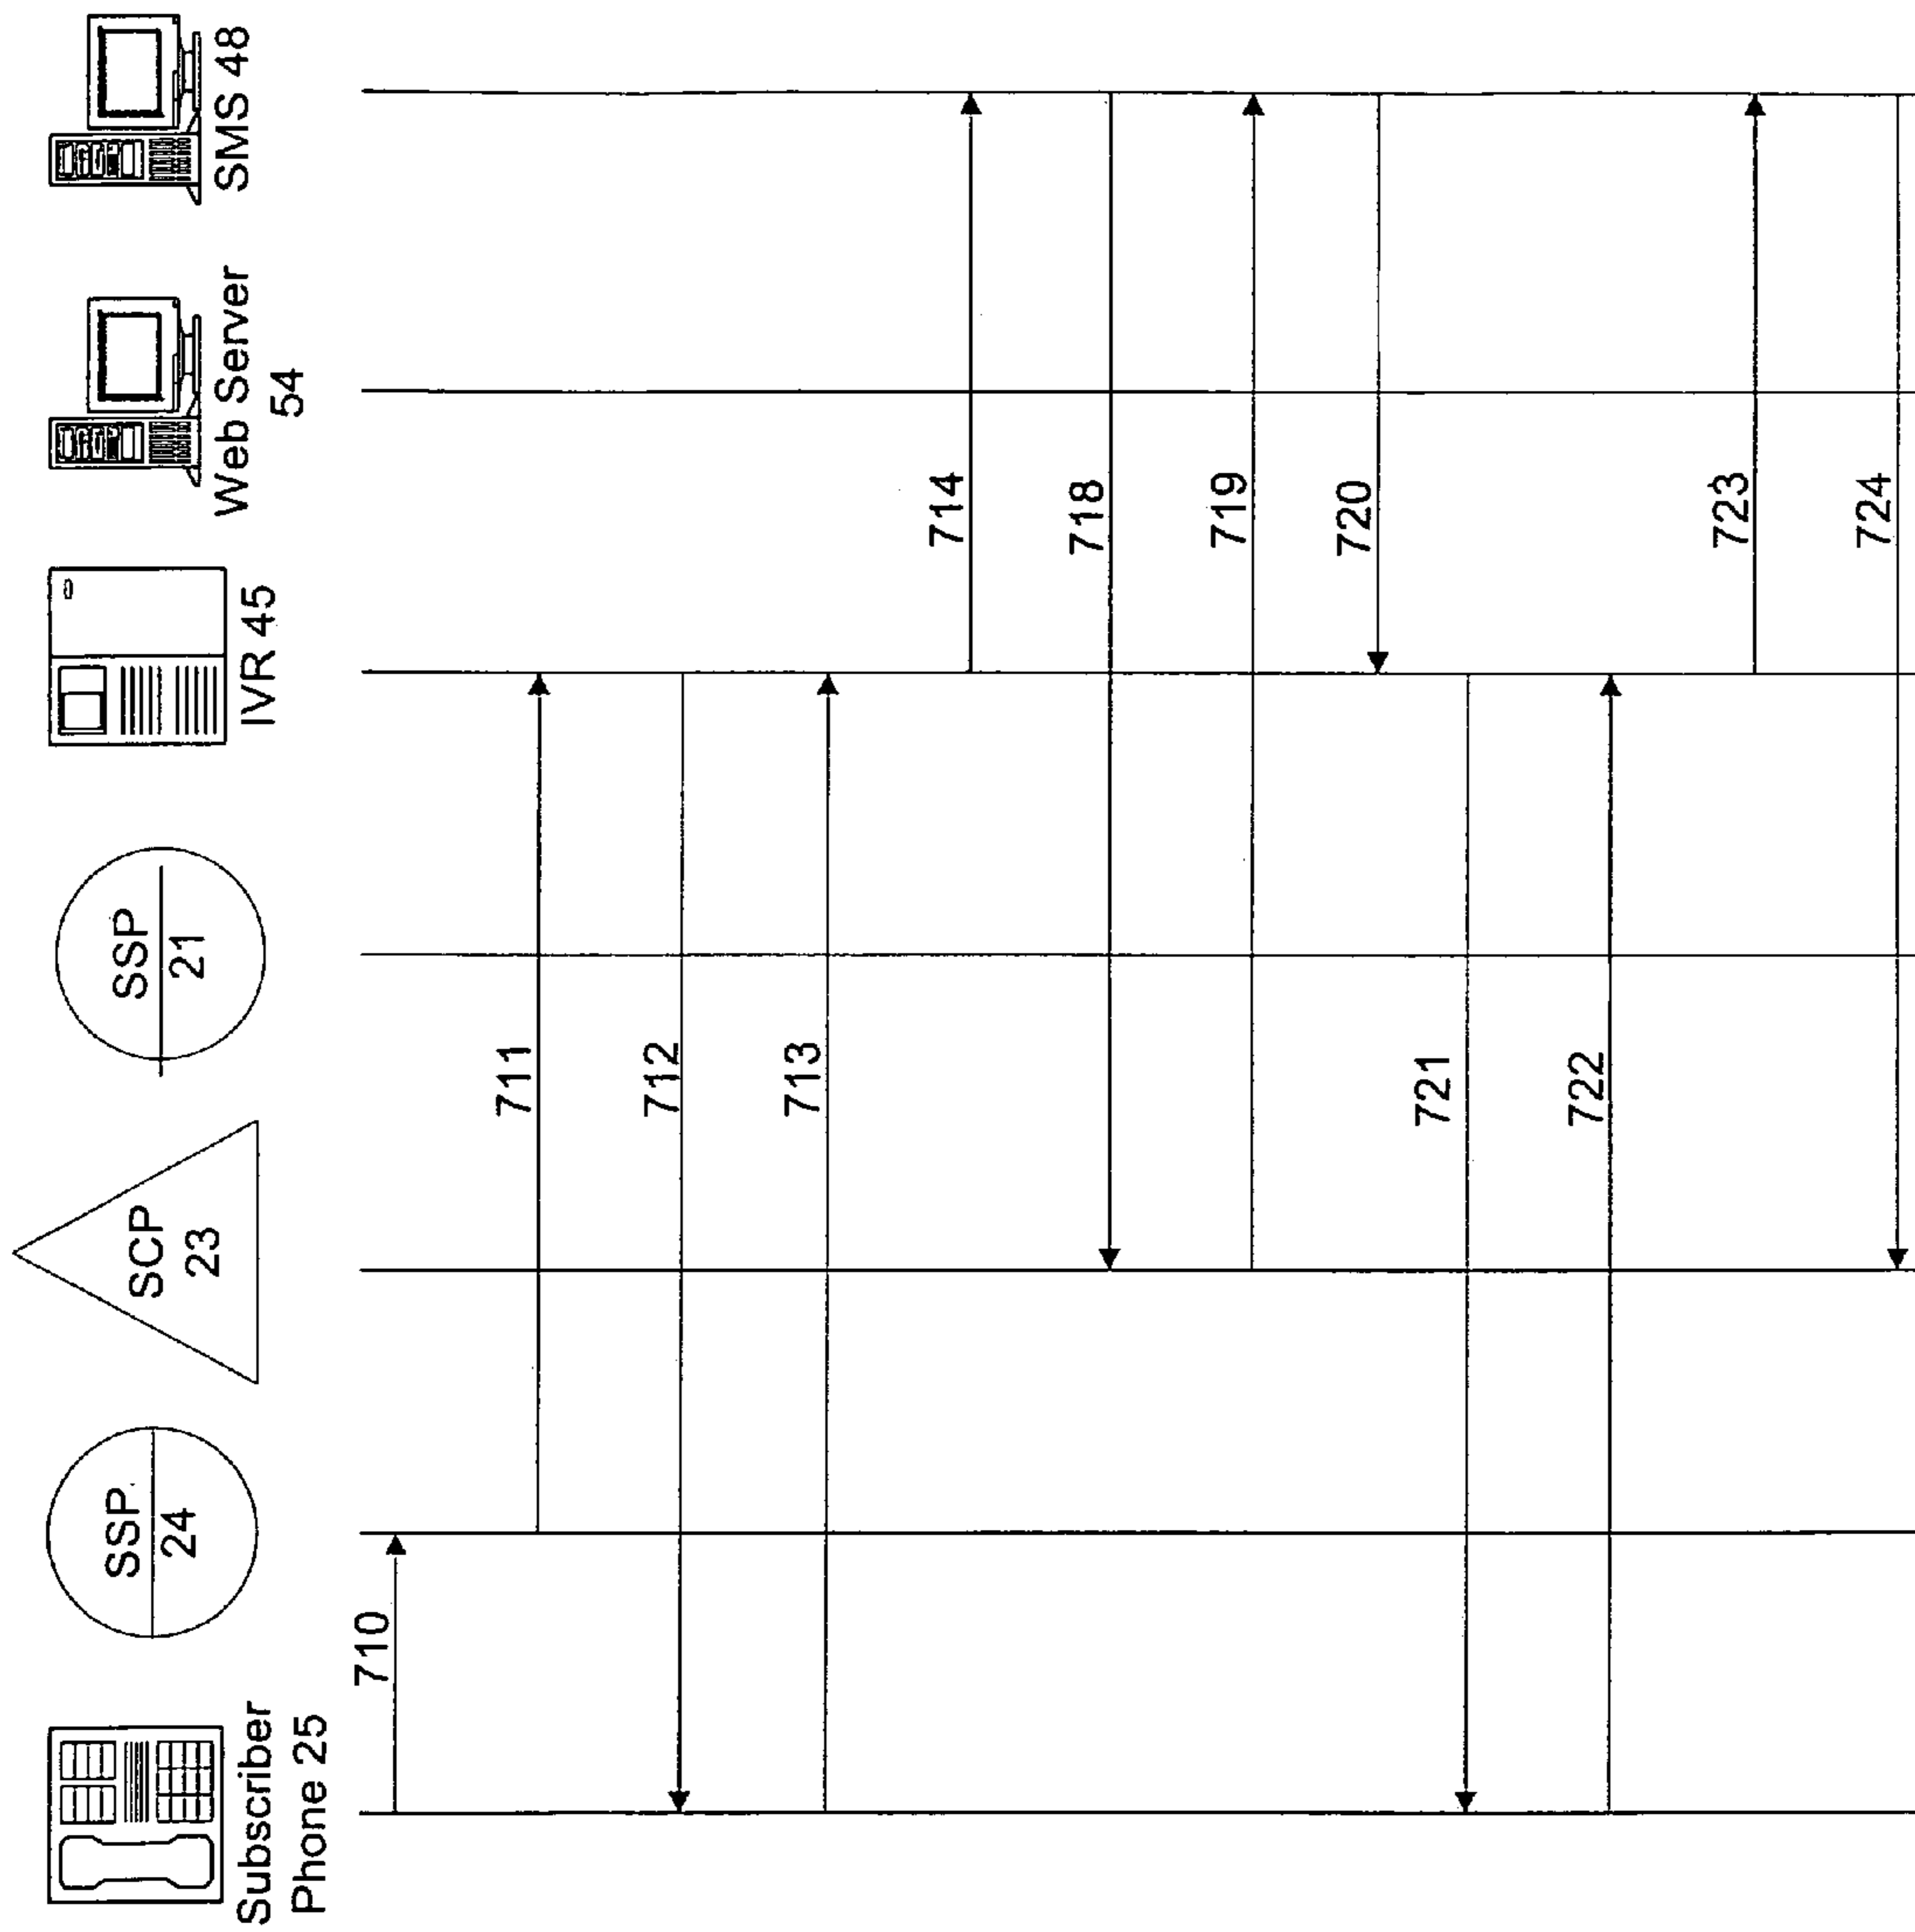 Subscriber
Phone 25
SSP
24
SCP
23
SSP
21
IVR 45
Web Server
54
SMS 48
710
711
712
713
714
718
719
720
721
722
723
724